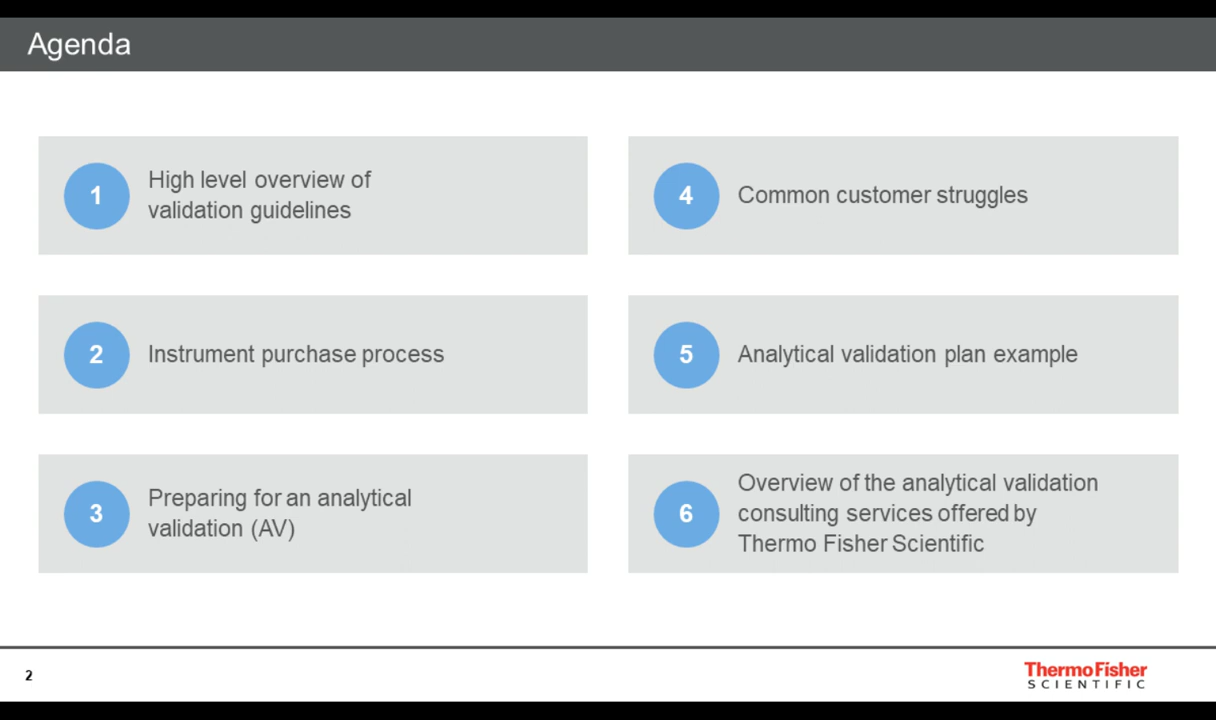 Agenda
1
High level overview of
validation guidelines
2
Instrument purchase process
3
Preparing for an analytical
validation (AV)
4
Common customer struggles
5
Analytical validation plan example
6
Overview of the analytical validation
consulting services offered by
Thermo Fisher Scientific
2
ThermoFisher
SCIENTIFIC